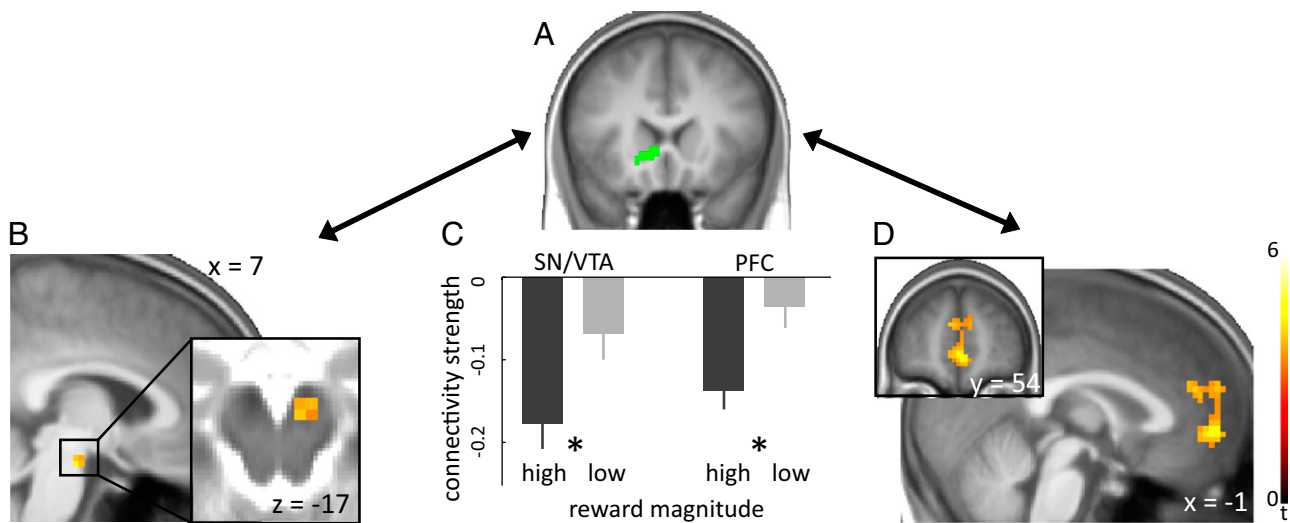 A
B
x = 7
z = -17
C
SN/VTA
PFC
0
-0.1
-0.2
connectivity strength
*
*
high
low
high
low
reward magnitude
D
y = 54
x = -1
6
0
t